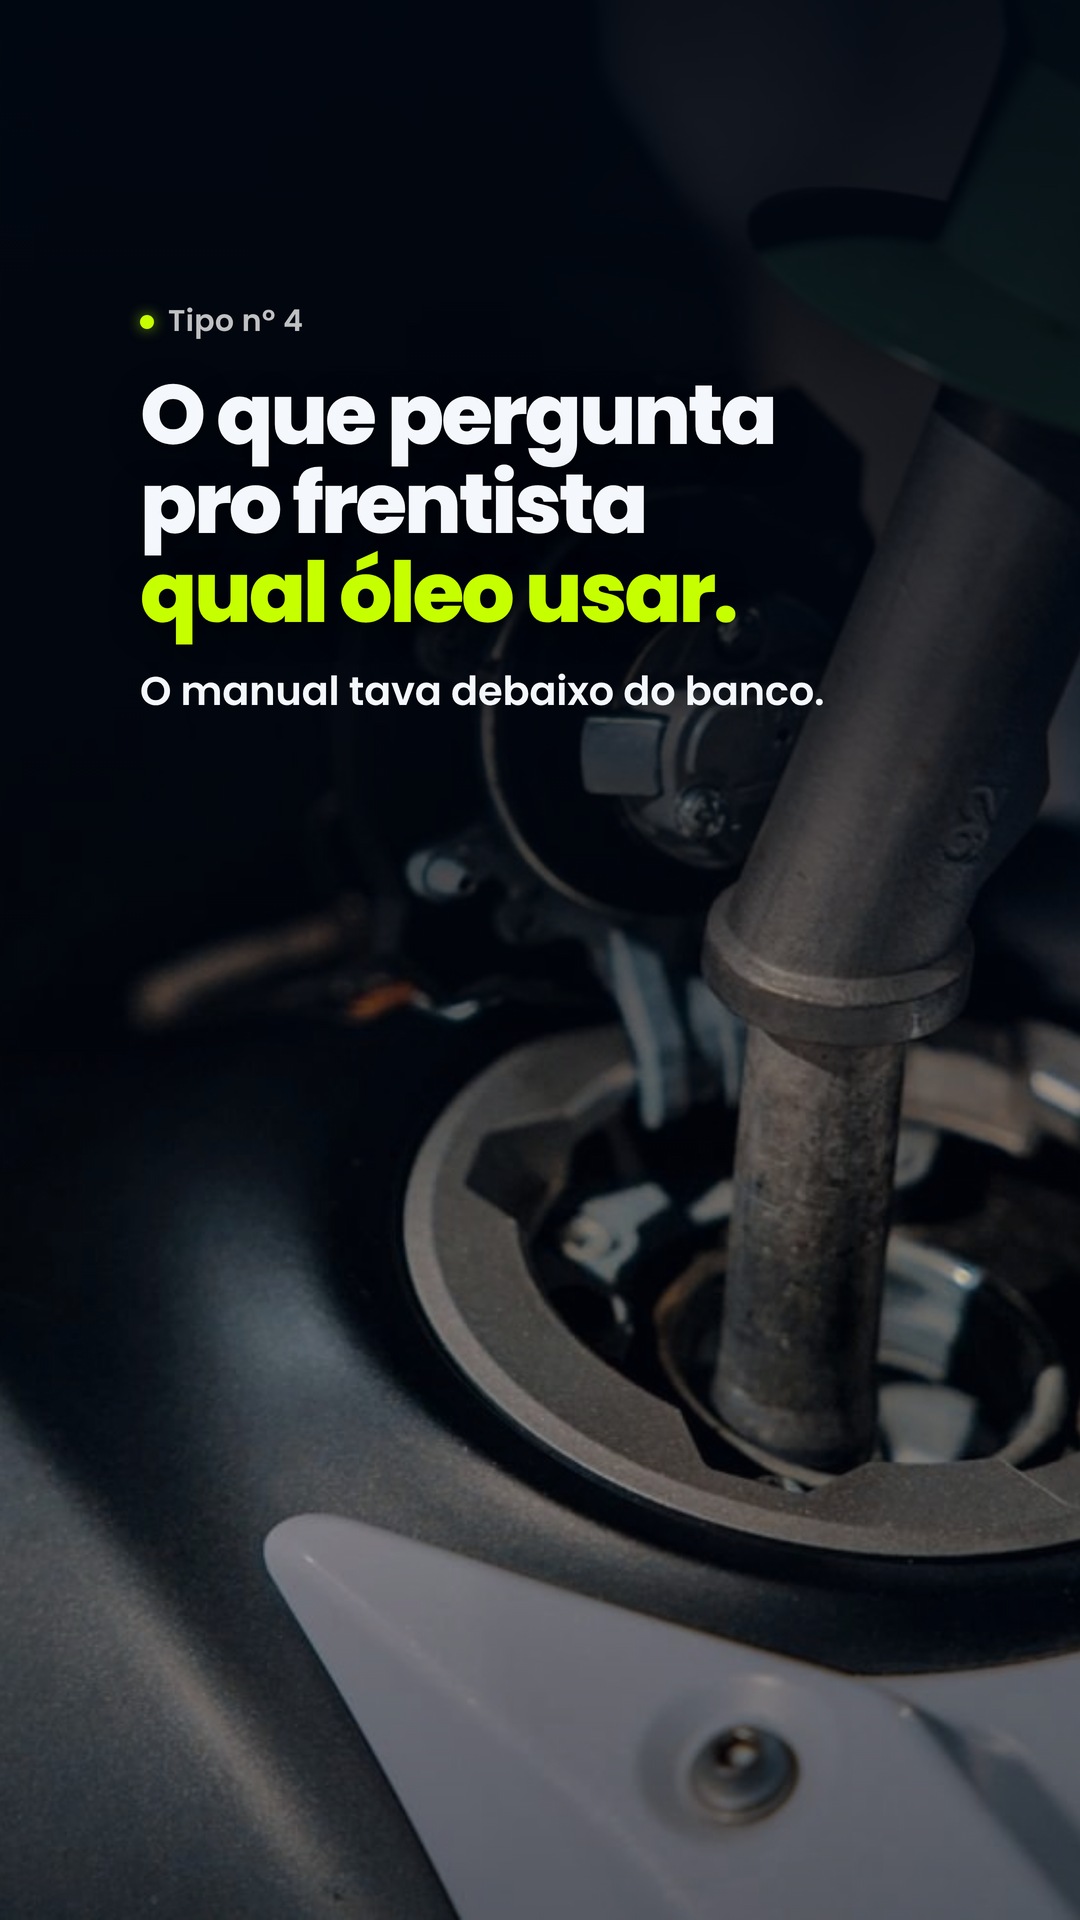 Tipo nº 4
O que pergunta
pro frentista
qual óleo usar.
O manual tava debaixo do banco.